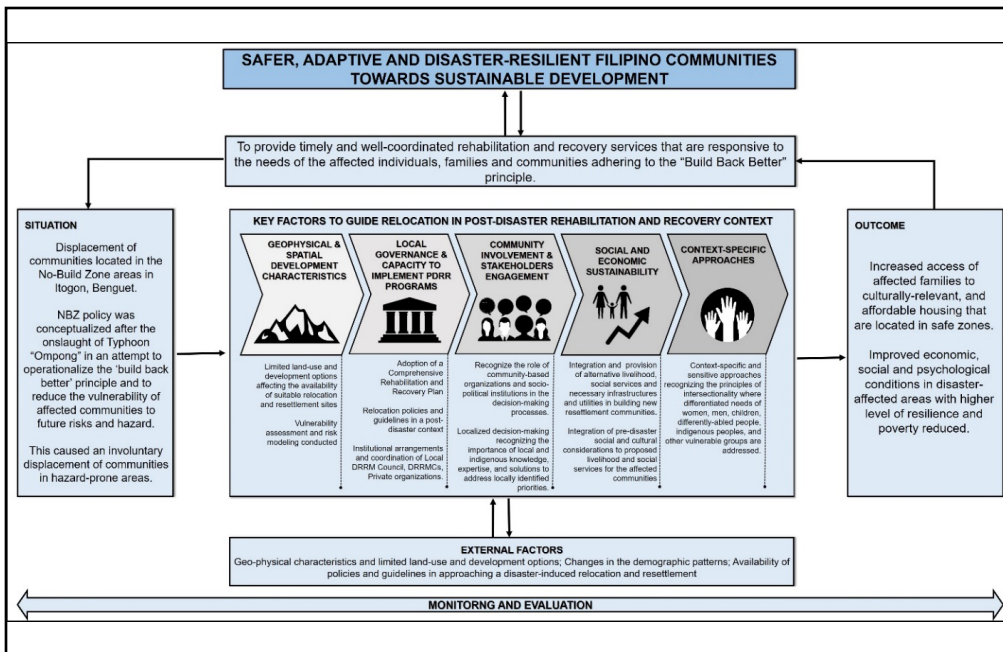 SAFER, ADAPTIVE AND DISASTER-RESILIENT FILIPINO COMMUNITIES
TOWARDS SUSTAINABLE DEVELOPMENT
To provide timely and well-coordinated rehabilitation and recovery services that are responsive to
the needs of the affected individuals, families and communities adhering to the “Build Back Better”
principle.
SITUATION
Displacement of
communities located in the
No-Build Zone areas in
Itogon, Benguet.
NBZ policy was
conceptualized after the
onslaught of Typhoon
“Ompong” in an attempt to
operationalize the ‘build back
better’ principle and to
reduce the vulnerability of
affected communities to
future risks and hazard.
This caused an involuntary
displacement of communities
in hazard-prone areas.
KEY FACTORS TO GUIDE RELOCATION IN POST-DISASTER REHABILITATION AND RECOVERY CONTEXT
GEOPHYSICAL &
SPATIAL
DEVELOPMENT
CHARACTERISTICS
Limited land-use and
development options
affecting the availability
of suitable relocation and
resettlement sites
Vulnerability
assessment and risk
modeling conducted
LOCAL
GOVERNANCE &
CAPACITY TO
IMPLEMENT PDRR
PROGRAMS
Adoption of a
Comprehensive
Rehabilitation and
Recovery Plan
Relocation policies and
guidelines in a post-
disaster context
Institutional arrangements
and coordination of Local
DRRM Council, DRRMCs,
Private organizations.
COMMUNITY
INVOLVEMENT &
STAKEHOLDERS
ENGAGEMENT
Recognize the role of
community-based
organizations and socio-
political institutions in the
decision-making
processes.
Localized decision-making
recognizing the
importance of local and
indigenous knowledge,
expertise, and solutions to
address locally identified
priorities.
SOCIAL AND
ECONOMIC
SUSTAINABILITY
Integration and provision
of alternative livelihood,
social services and
necessary infrastructures
and utilities in building new
resettlement communities.
Integration of pre-disaster
social and cultural
considerations to proposed
livelihood and social
services for the affected
communities
CONTEXT-SPECIFIC
APPROACHES
Context-specific and
sensitive approaches
recognizing the principles of
intersectionality where
differentiated needs of
women, men, children,
differently-abled people,
indigenous peoples, and
other vulnerable groups are
addressed.
OUTCOME
Increased access of
affected families to
culturally-relevant, and
affordable housing that
are located in safe zones.
Improved economic,
social and psychological
conditions in disaster-
affected areas with higher
level of resilience and
poverty reduced.
EXTERNAL FACTORS
Geo-physical characteristics and limited land-use and development options; Changes in the demographic patterns; Availability of
policies and guidelines in approaching a disaster-induced relocation and resettlement
MONITORNG AND EVALUATION